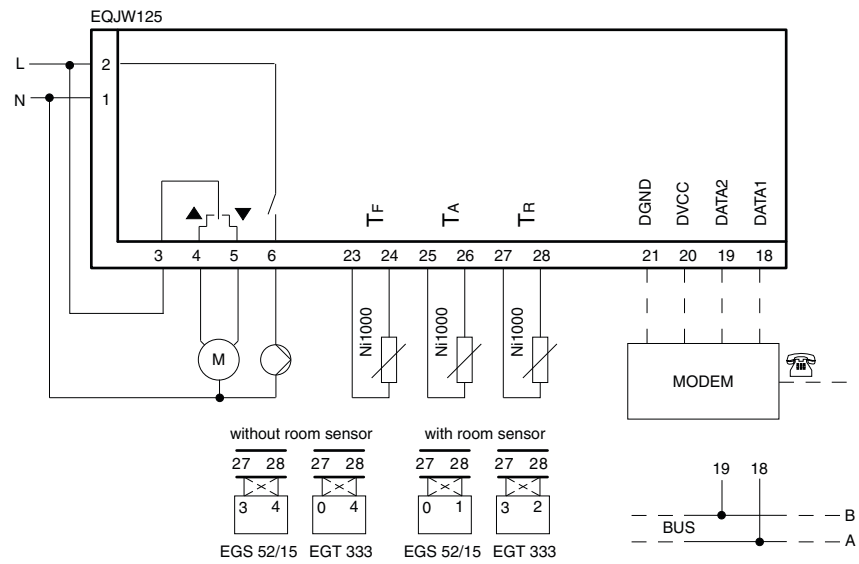 EQJW125
L
2
N
1
TF TA TR
DGND DVCC DATA2 DATA1
3 4 5 6 23 24 25 26 27 28 21 20 19 18
Ni1000 Ni1000 Ni1000
M
MODEM
without room sensor with room sensor
27 28 27 28 27 28 27 28
3 4 0 4 0 1 3 2
EGS 52/15 EGT 333 EGS 52/15 EGT 333
19 18
BUS
B
A